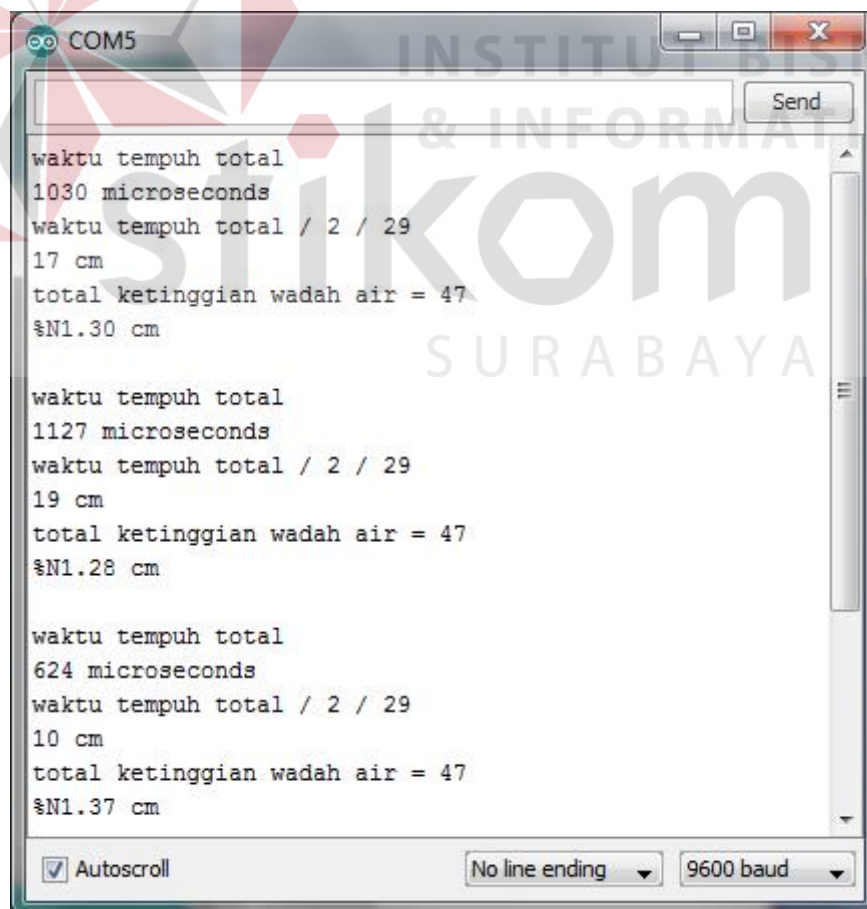 COM5
INSTITUT BISI
Send
& INFORMATI
stikom
SURABAYA
waktu tempuh total
1030 microseconds
waktu tempuh total / 2 / 29
17 cm
total ketinggian wadah air = 47
%N1.30 cm
waktu tempuh total
1127 microseconds
waktu tempuh total / 2 / 29
19 cm
total ketinggian wadah air = 47
%N1.28 cm
waktu tempuh total
624 microseconds
waktu tempuh total / 2 / 29
10 cm
total ketinggian wadah air = 47
%N1.37 cm
Autoscroll
No line ending
9600 baud